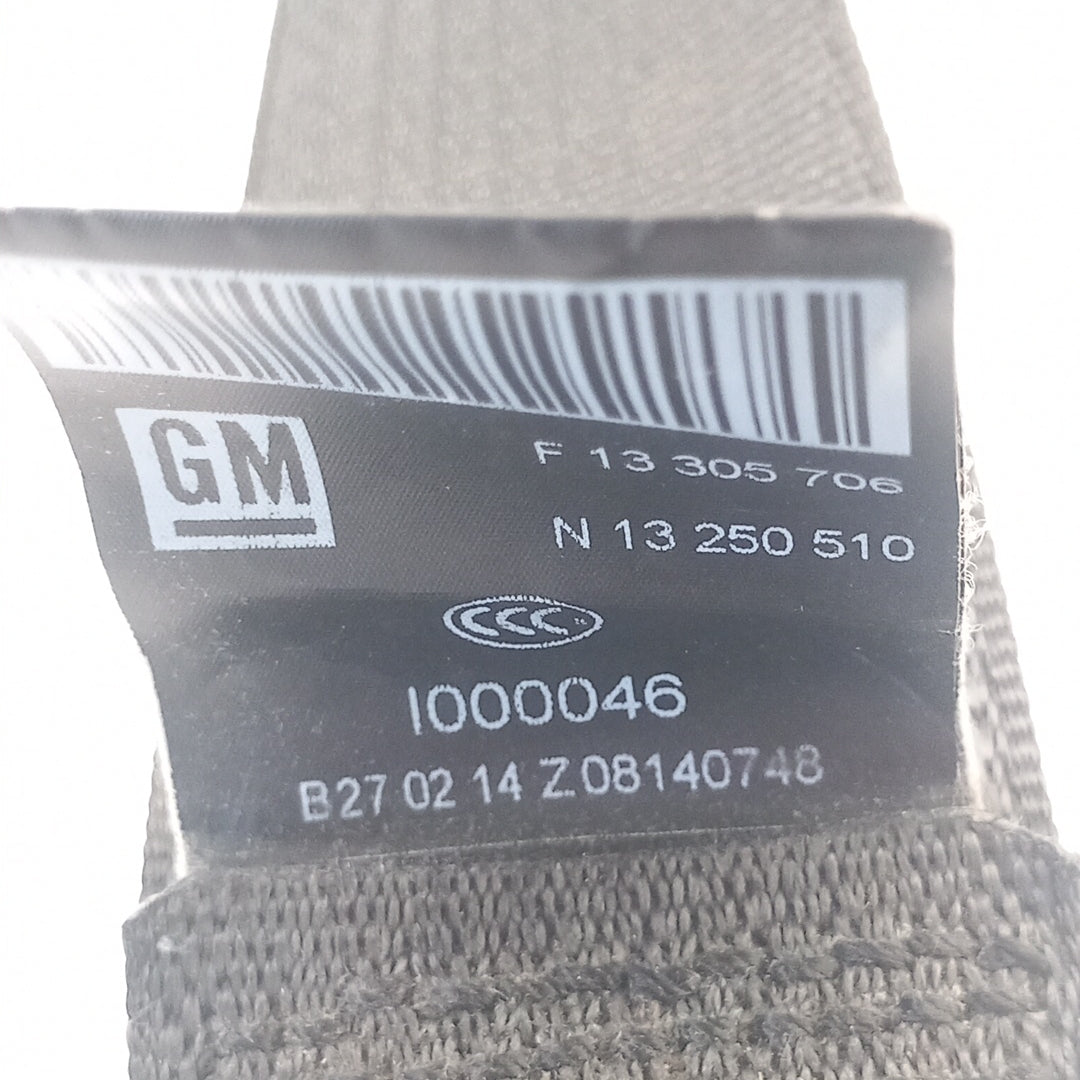 GM
F 13 305 706
N 13 250 510
CCC
I000046
B27 02 14 Z.08140748